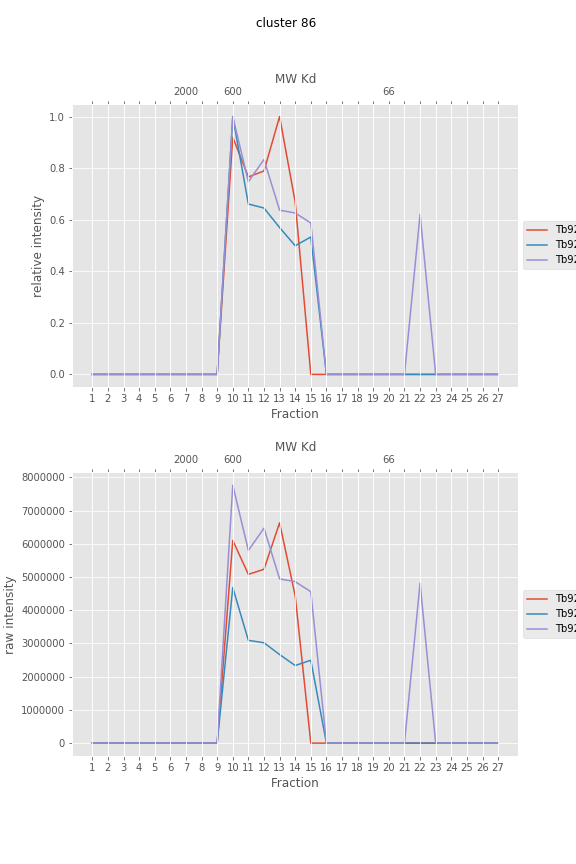 cluster 86
MW Kd
2000 600 66
1.0
0.8
0.6
0.4
0.2
0.0
relative intensity
1 2 3 4 5 6 7 8 9 10 11 12 13 14 15 16 17 18 19 20 21 22 23 24 25 26 27
Fraction
Tb92
Tb92
Tb92
MW Kd
2000 600 66
8000000
7000000
6000000
5000000
4000000
3000000
2000000
1000000
0
raw intensity
1 2 3 4 5 6 7 8 9 10 11 12 13 14 15 16 17 18 19 20 21 22 23 24 25 26 27
Fraction
Tb92
Tb92
Tb92